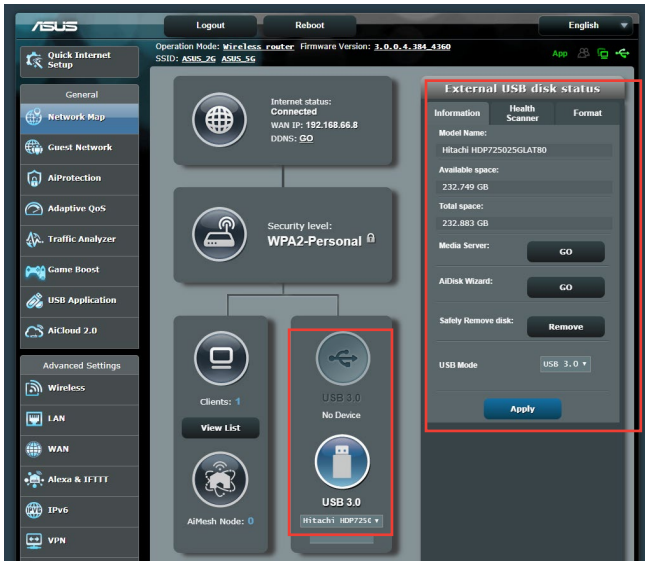 ASUS
Logout
Reboot
English
Quick Internet
Setup
Operation Mode: Wireless router Firmware Version: 3.0.0.4.384_4360
SSID: ASUS_2G ASUS_5G
App
General
Network Map
Guest Network
AiProtection
Adaptive QoS
Traffic Analyzer
Game Boost
USB Application
AiCloud 2.0
Advanced Settings
Wireless
LAN
WAN
Alexa & IFTTT
IPv6
VPN
Internet status:
Connected
WAN IP: 192.168.66.8
DDNS: GO
Security level:
WPA2-Personal
Clients: 1
View List
AiMesh Node: 0
USB 3.0
No Device
USB 3.0
Hitachi HDP725C
External USB disk status
Information
Health
Scanner
Format
Model Name:
Hitachi HDP725025GLAT80
Available space:
232.749 GB
Total space:
232.883 GB
Media Server:
GO
AiDisk Wizard:
GO
Safely Remove disk:
Remove
USB Mode
USB 3.0
Apply